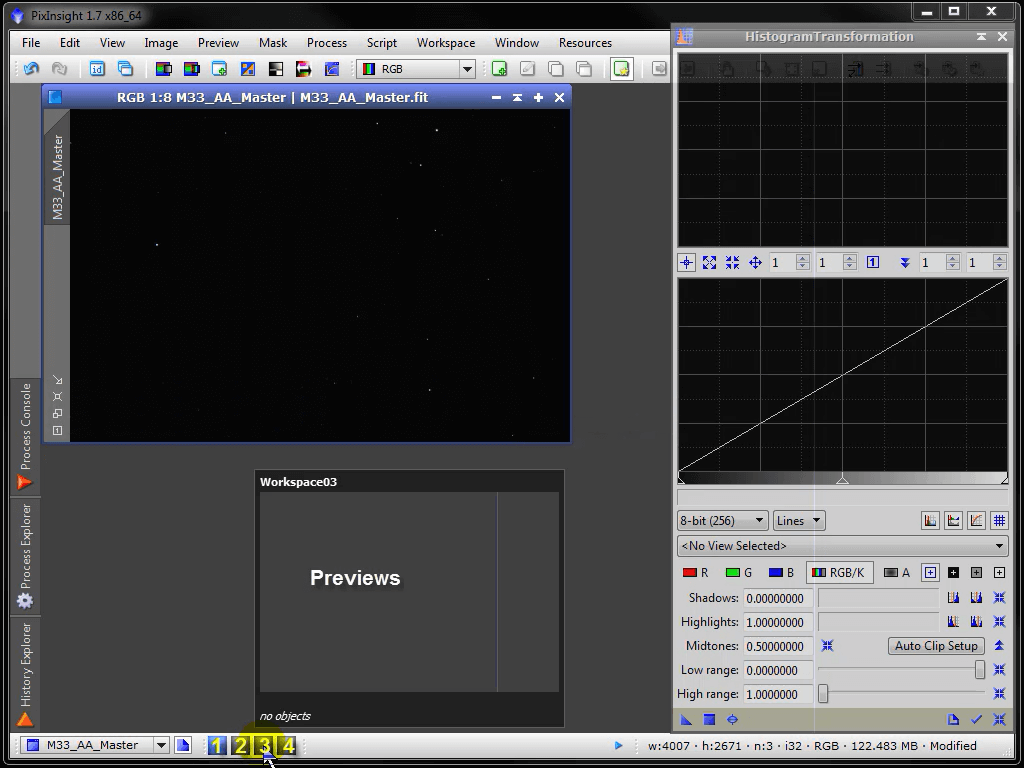 PixInsight 1.7 x86_64
File Edit View Image Preview Mask Process Script Workspace Window Resources
RGB
HistogramTransformation
RGB 1:8 M33_AA_Master | M33_AA_Master.fit
M33_AA_Master
1 1 1 1 1
Process Console
Process Explorer
History Explorer
Workspace03
Previews
no objects
8-bit (256) Lines
<No View Selected>
R G B RGB/K A
Shadows: 0.00000000
Highlights: 1.00000000
Midtones: 0.50000000 Auto Clip Setup
Low range: 0.0000000
High range: 1.0000000
M33_AA_Master 1 2 3 4 w:4007 · h:2671 · n:3 · i32 · RGB · 122.483 MB · Modified